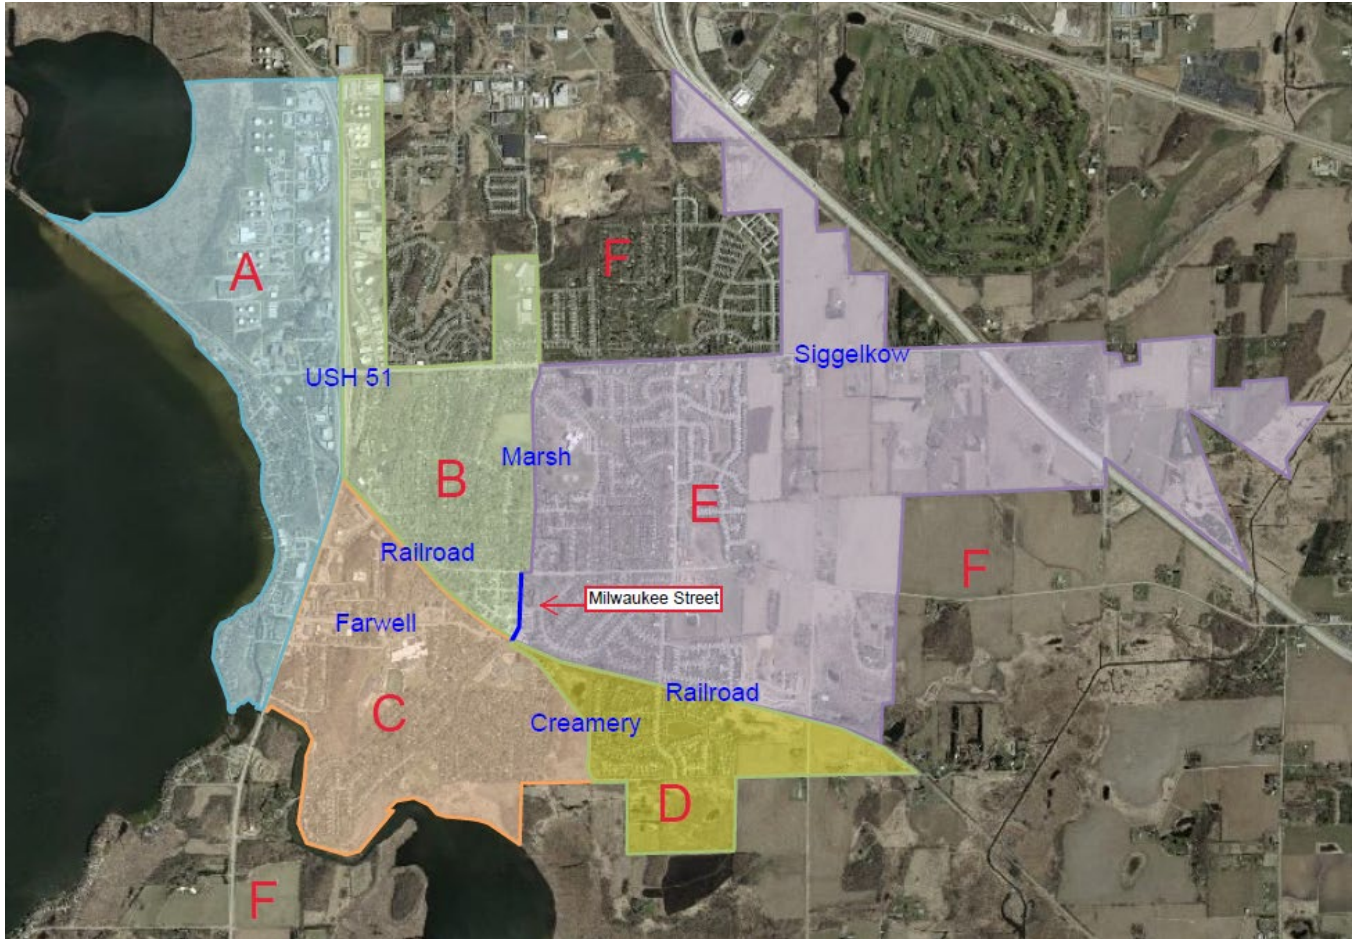 F
A
Siggelkow
USH 51
Marsh
B
E
Railroad
F
Milwaukee Street
Farwell
Railroad
C
Creamery
D
F